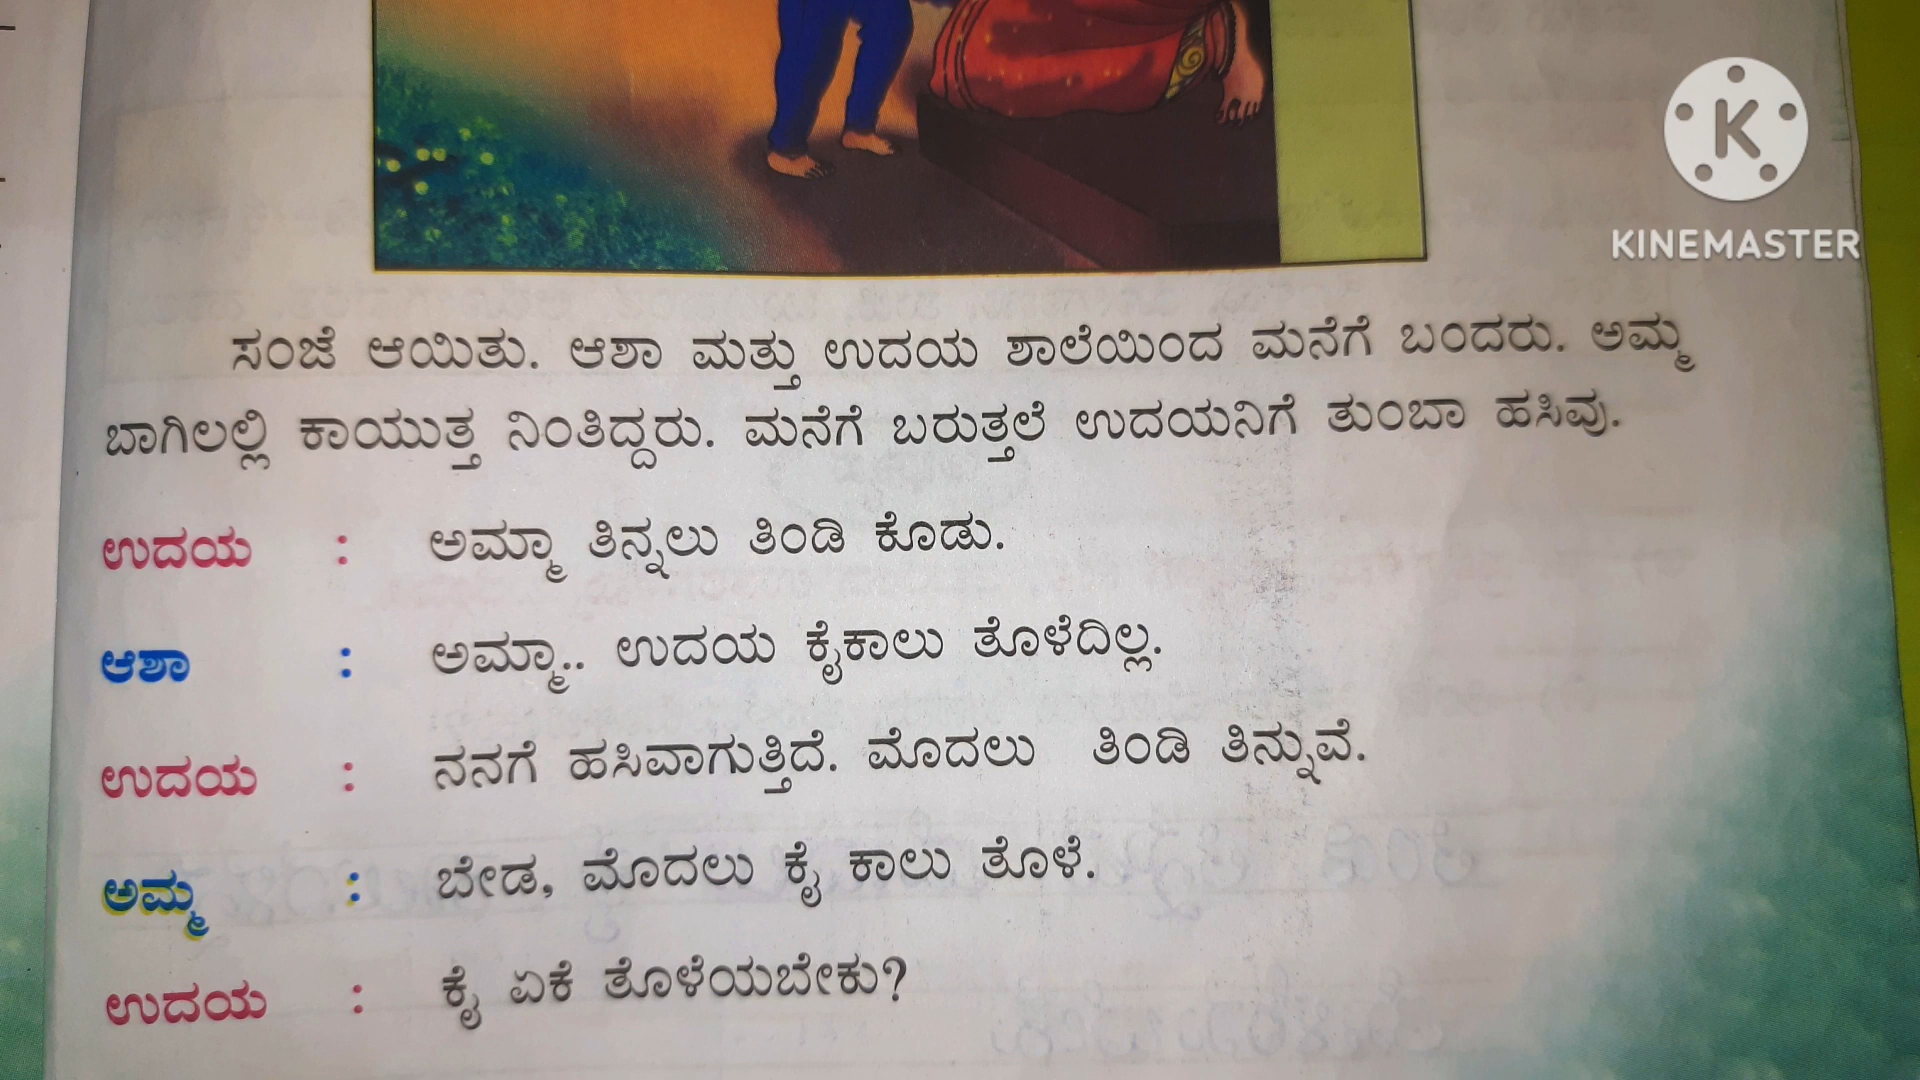 KINEMASTER
ಸಂಜೆ ಆಯಿತು. ಆಶಾ ಮತ್ತು ಉದಯ ಶಾಲೆಯಿಂದ ಮನೆಗೆ ಬಂದರು. ಅಮ್ಮ
ಬಾಗಿಲಲ್ಲಿ ಕಾಯುತ್ತ ನಿಂತಿದ್ದರು. ಮನೆಗೆ ಬರುತ್ತಲೆ ಉದಯನಿಗೆ ತುಂಬಾ ಹಸಿವು.
ಉದಯ : ಅಮ್ಮಾ ತಿನ್ನಲು ತಿಂಡಿ ಕೊಡು.
ಆಶಾ : ಅಮ್ಮಾ.. ಉದಯ ಕೈಕಾಲು ತೊಳೆದಿಲ್ಲ.
ಉದಯ : ನನಗೆ ಹಸಿವಾಗುತ್ತಿದೆ. ಮೊದಲು ತಿಂಡಿ ತಿನ್ನುವೆ.
ಅಮ್ಮ : ಬೇಡ, ಮೊದಲು ಕೈ ಕಾಲು ತೊಳೆ.
ಉದಯ : ಕೈ ಏಕೆ ತೊಳೆಯಬೇಕು?